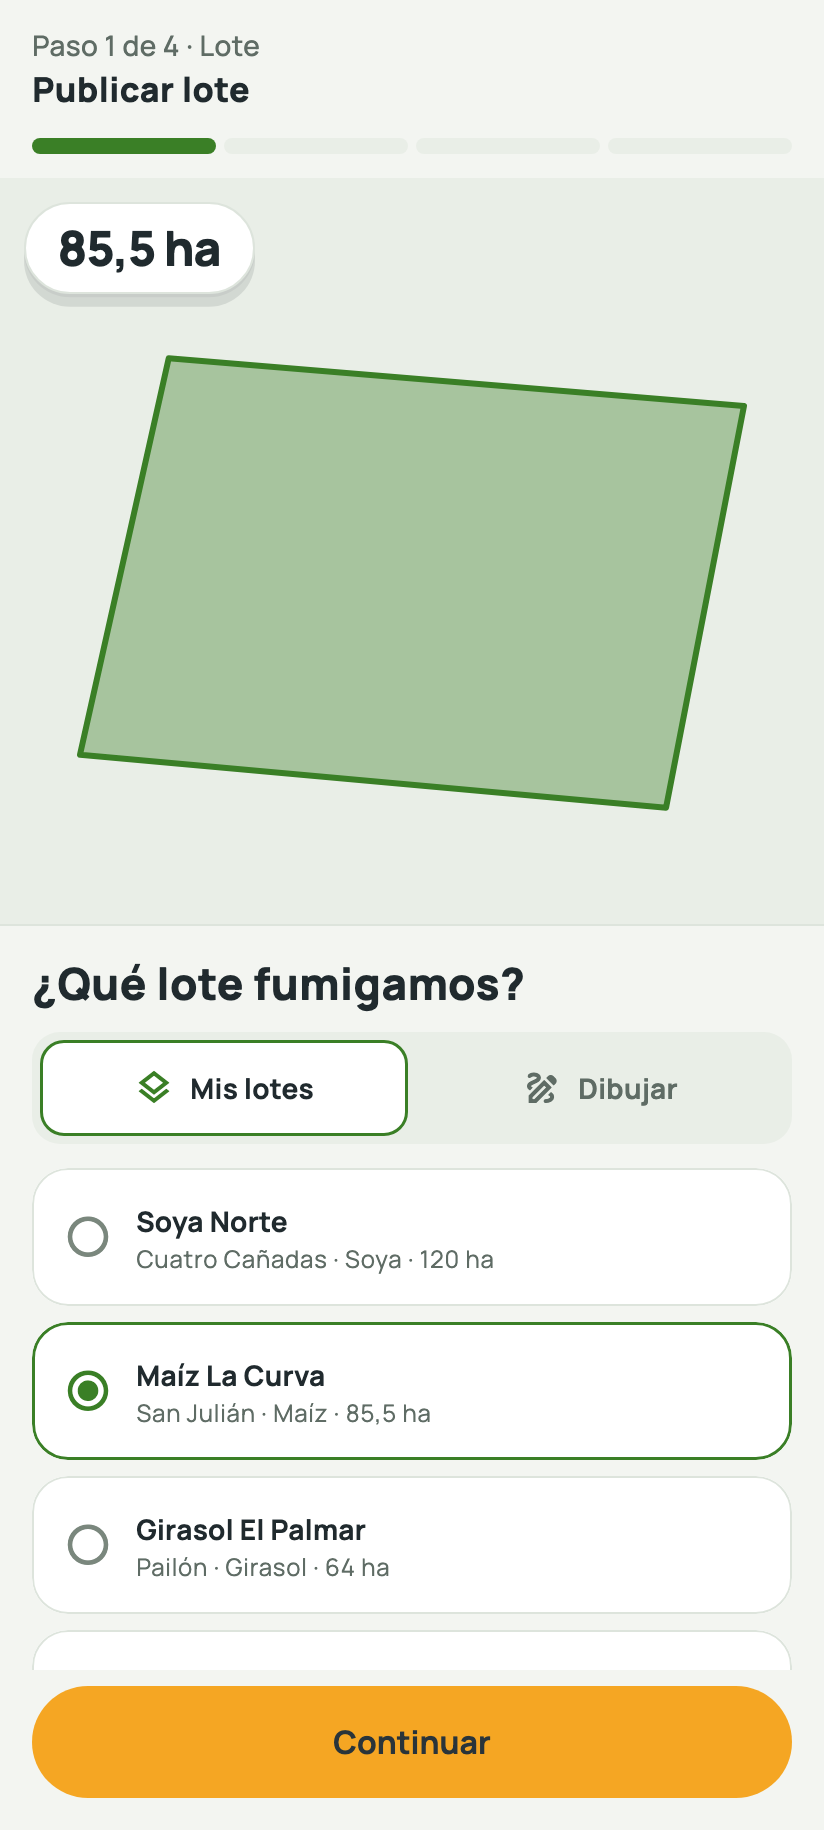 Paso 1 de 4 · Lote
Publicar lote
85,5 ha
¿Qué lote fumigamos?
Mis lotes
Dibujar
Soya Norte
Cuatro Cañadas · Soya · 120 ha
Maíz La Curva
San Julián · Maíz · 85,5 ha
Girasol El Palmar
Pailón · Girasol · 64 ha
Continuar